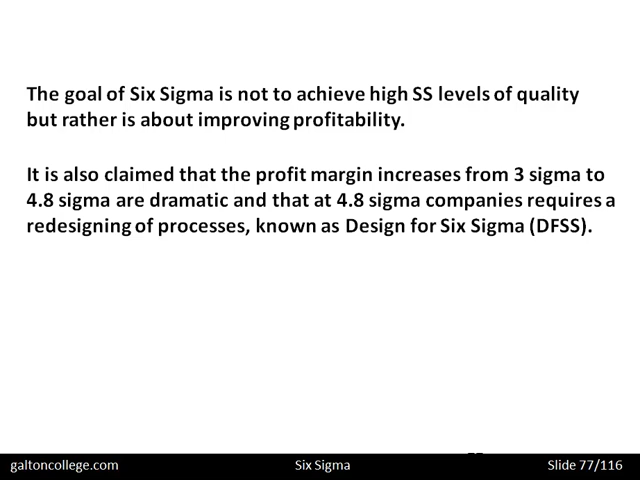 The goal of Six Sigma is not to achieve high SS levels of quality
but rather is about improving profitability.
It is also claimed that the profit margin increases from 3 sigma to
4.8 sigma are dramatic and that at 4.8 sigma companies requires a
redesigning of processes, known as Design for Six Sigma (DFSS).
galtoncollege.com
Six Sigma
Slide 77/116